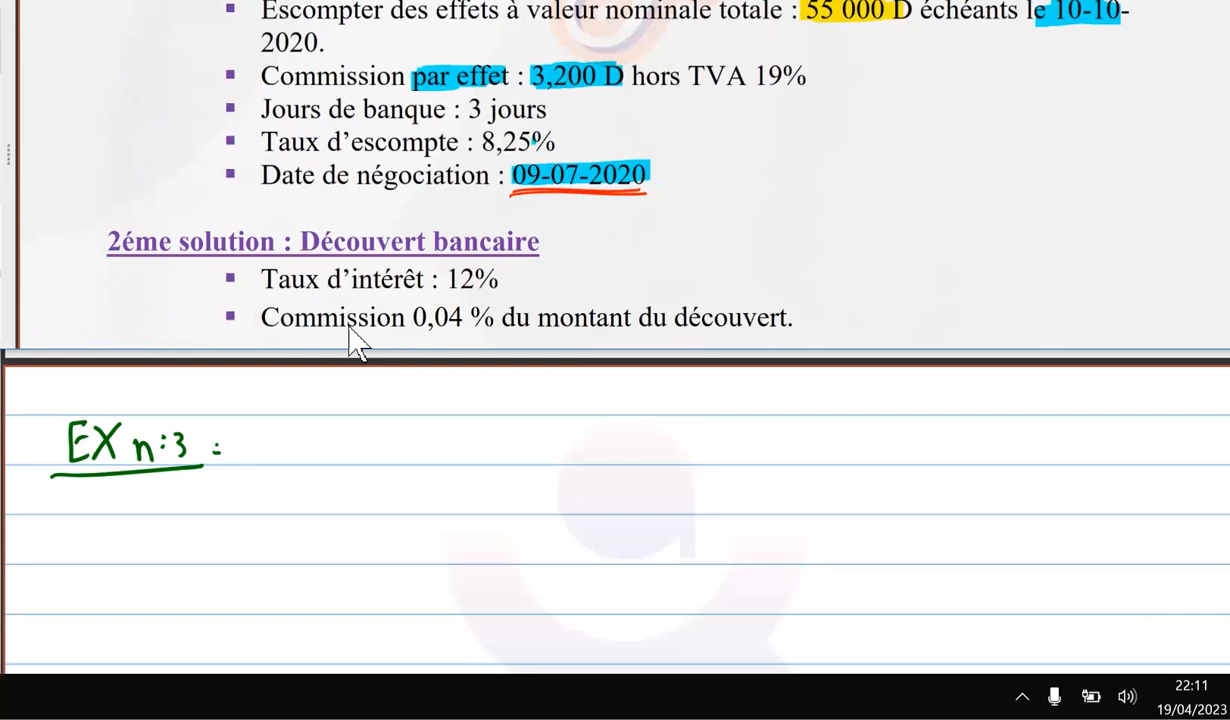 Escompter des effets à valeur nominale totale : 55 000 D échéants le 10-10-
2020.
▪ Commission par effet : 3,200 D hors TVA 19%
▪ Jours de banque : 3 jours
▪ Taux d’escompte : 8,25%
▪ Date de négociation : 09-07-2020
2éme solution : Découvert bancaire
▪ Taux d’intérêt : 12%
▪ Commission 0,04 % du montant du découvert.
EX n:3 :
22:11
19/04/2023